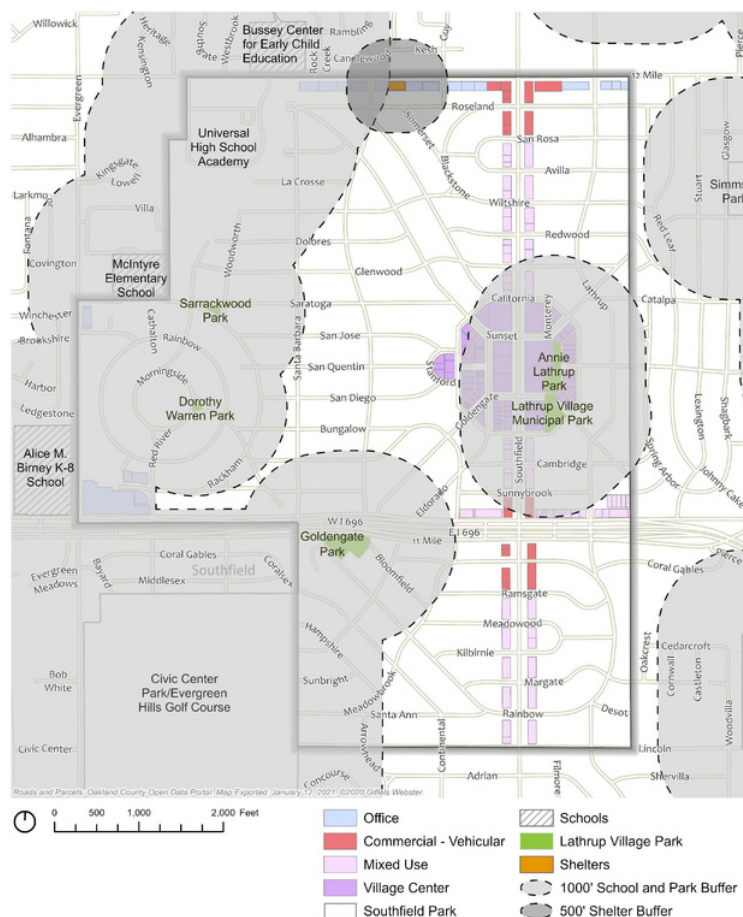 Willowick
Heritage
Kensington
Southgate
Westbrook
Bussey Center
for Early Child
Education
Rambling
Rock
Creek
Candlewood
Kesh
Guy
Pierce
Evergreen
12 Mile
Roseland
Alhambra
Universal
High School
Academy
Somerset
Blackstone
San Rosa
Glasgow
Kingsgate
Lowell
Avilla
Stuart
Simms
Park
Larkmo
La Crosse
Villa
Wiltshire
Fontana
Woodworth
Dolores
Redwood
Red Leaf
Covington
McIntyre
Elementary
School
Glenwood
Lathrup
Sarrackwood
Park
Saratoga
California
Monterey
Catalpa
Winchester
Brookshire
Cathalton
Rainbow
Santa Barbara
San Jose
Sunset
Harbor
Morningside
San Quentin
Stanford
Annie
Lathrup
Park
Ledgestone
Dorothy
Warren Park
San Diego
Goldengate
Lathrup Village
Municipal Park
Lexington
Shagbark
Alice M.
Birney K-8
School
Red River
Bungalow
Southfield
Rackham
Cambridge
Spring Arbor
Johnny Cake
Eldorado
Sunnybrook
W I 696
E I 696
Goldengate
Park
11 Mile
Pierce
Coral Gables
Coral Gables
Evergreen
Meadows
Bayard
Middlesex
Southfield
Coralsex
Bloomfield
Ramsgate
Hampshire
Meadowood
Oakcrest
Cedarcroft
Bob
White
Kilbirnie
Cornwall
Castleton
Civic Center
Park/Evergreen
Hills Golf Course
Sunbright
Meadowbrook
Margate
Woodvilla
Santa Ann
Rainbow
Desot
Civic Center
Arrowhead
Continental
Lincoln
Concourse
Adrian
Filmore
Shervilla
Roads and Parcels, Oakland County Open Data Portal. Map Exported: January 12, 2021. ©2020 Giffels Webster.
0 500 1,000 2,000 Feet
Office
Commercial - Vehicular
Mixed Use
Village Center
Southfield Park
Schools
Lathrup Village Park
Shelters
1000' School and Park Buffer
500' Shelter Buffer